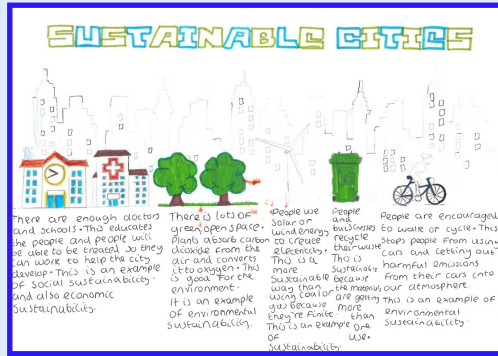 SUSTAINABLE CITIES
There are enough doctors
and schools. This educates
the people and people will
be able to be treated so they
can work to help the city
develop. This is an example
of social sustainability.
and also economic
sustainability.
There is lots of
green open space.
Plants absorb carbon
dioxide from the
air and converts
it to oxygen. This
is good for the
environment.
It is an example
of environmental
sustainability.
People use
solar or
wind energy
to create
electricity.
This is a
more
sustainable
way than
using coal or
gas because
they're finite.
This is an example
of
sustainability.
People
and
businesses
recycle
their waste
This is
sustainable
because
the materials
are getting
more
than
one
use.
People are encouraged
to walk or cycle. This
stops people from using
cars and letting out
harmful emissions
from their cars into
our atmosphere
This is an example of
environmental
sustainability.